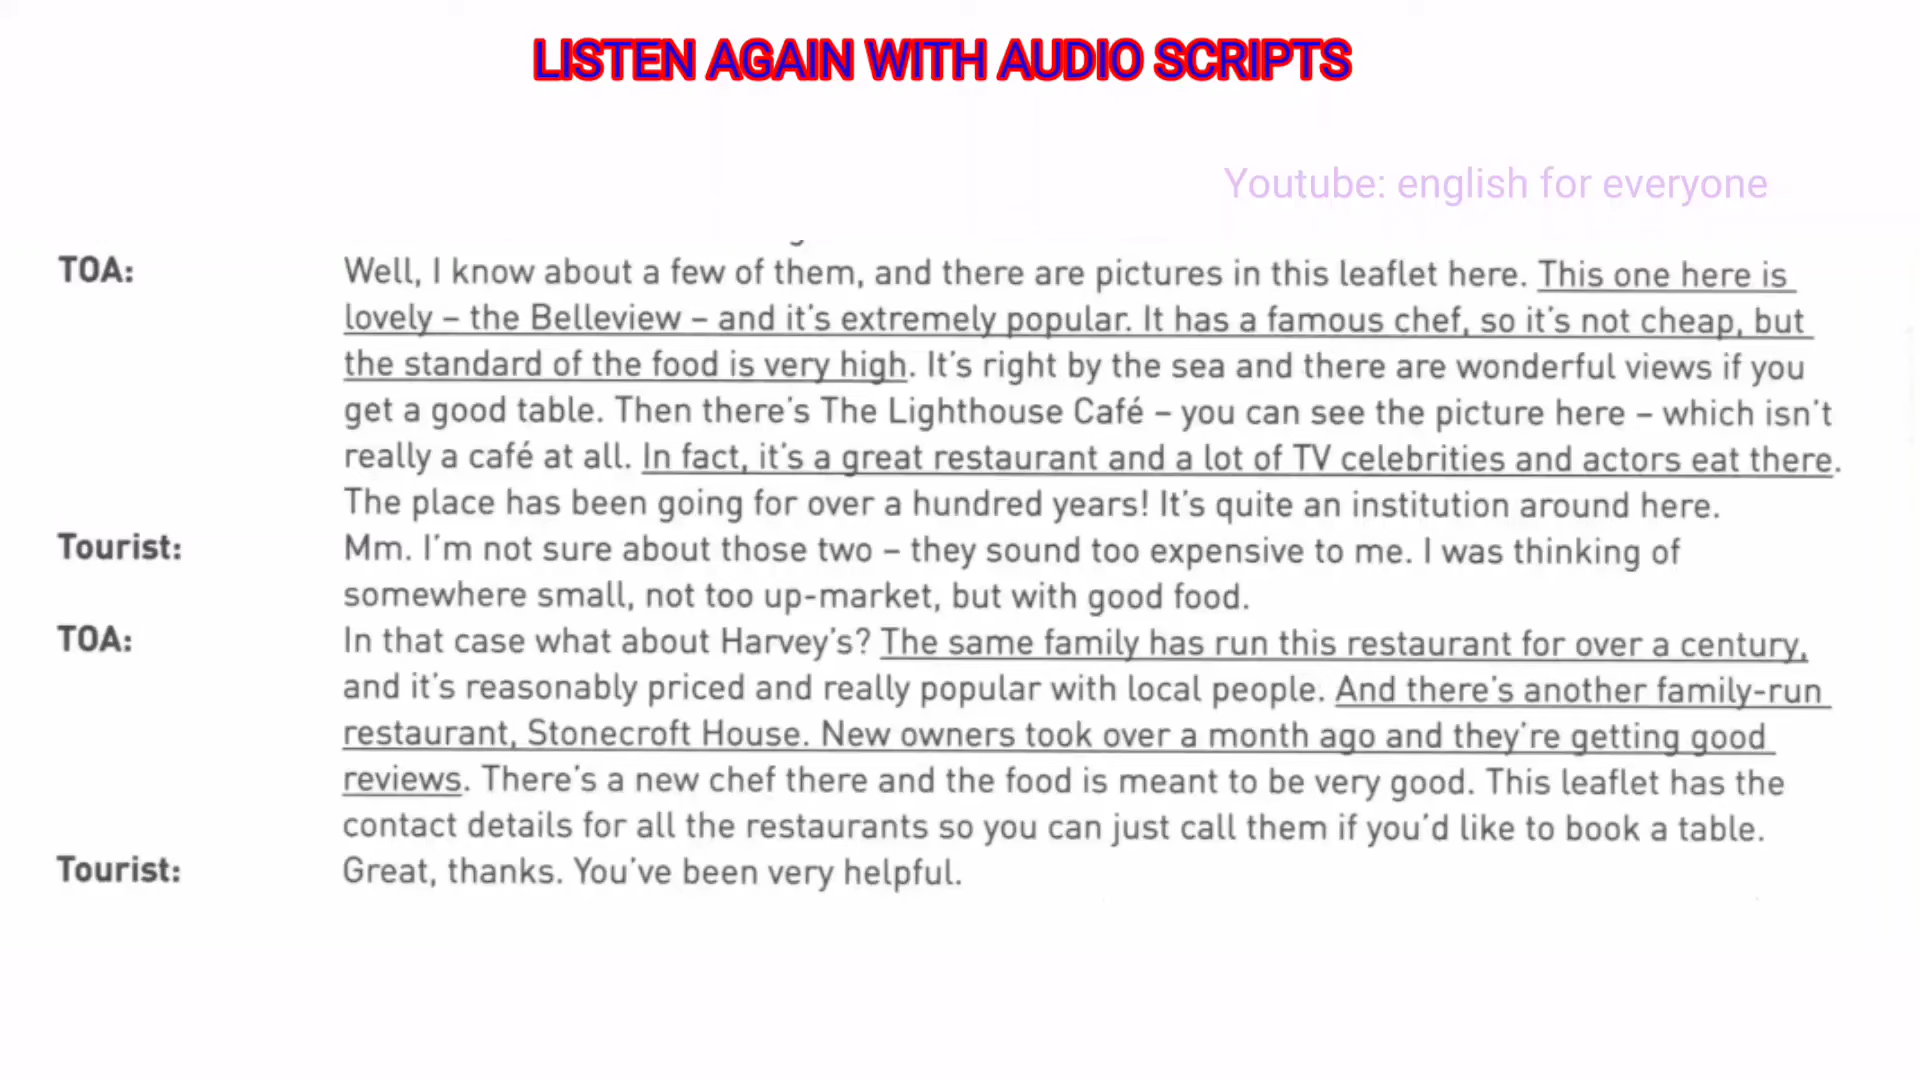 LISTEN AGAIN WITH AUDIO SCRIPTS
Youtube: english for everyone
TOA: Well, I know about a few of them, and there are pictures in this leaflet here. This one here is
lovely – the Belleview – and it's extremely popular. It has a famous chef, so it's not cheap, but
the standard of the food is very high. It's right by the sea and there are wonderful views if you
get a good table. Then there's The Lighthouse Café – you can see the picture here – which isn't
really a café at all. In fact, it's a great restaurant and a lot of TV celebrities and actors eat there.
The place has been going for over a hundred years! It's quite an institution around here.
Tourist: Mm. I'm not sure about those two – they sound too expensive to me. I was thinking of
somewhere small, not too up-market, but with good food.
TOA: In that case what about Harvey's? The same family has run this restaurant for over a century,
and it's reasonably priced and really popular with local people. And there's another family-run
restaurant, Stonecroft House. New owners took over a month ago and they're getting good
reviews. There's a new chef there and the food is meant to be very good. This leaflet has the
contact details for all the restaurants so you can just call them if you'd like to book a table.
Tourist: Great, thanks. You've been very helpful.